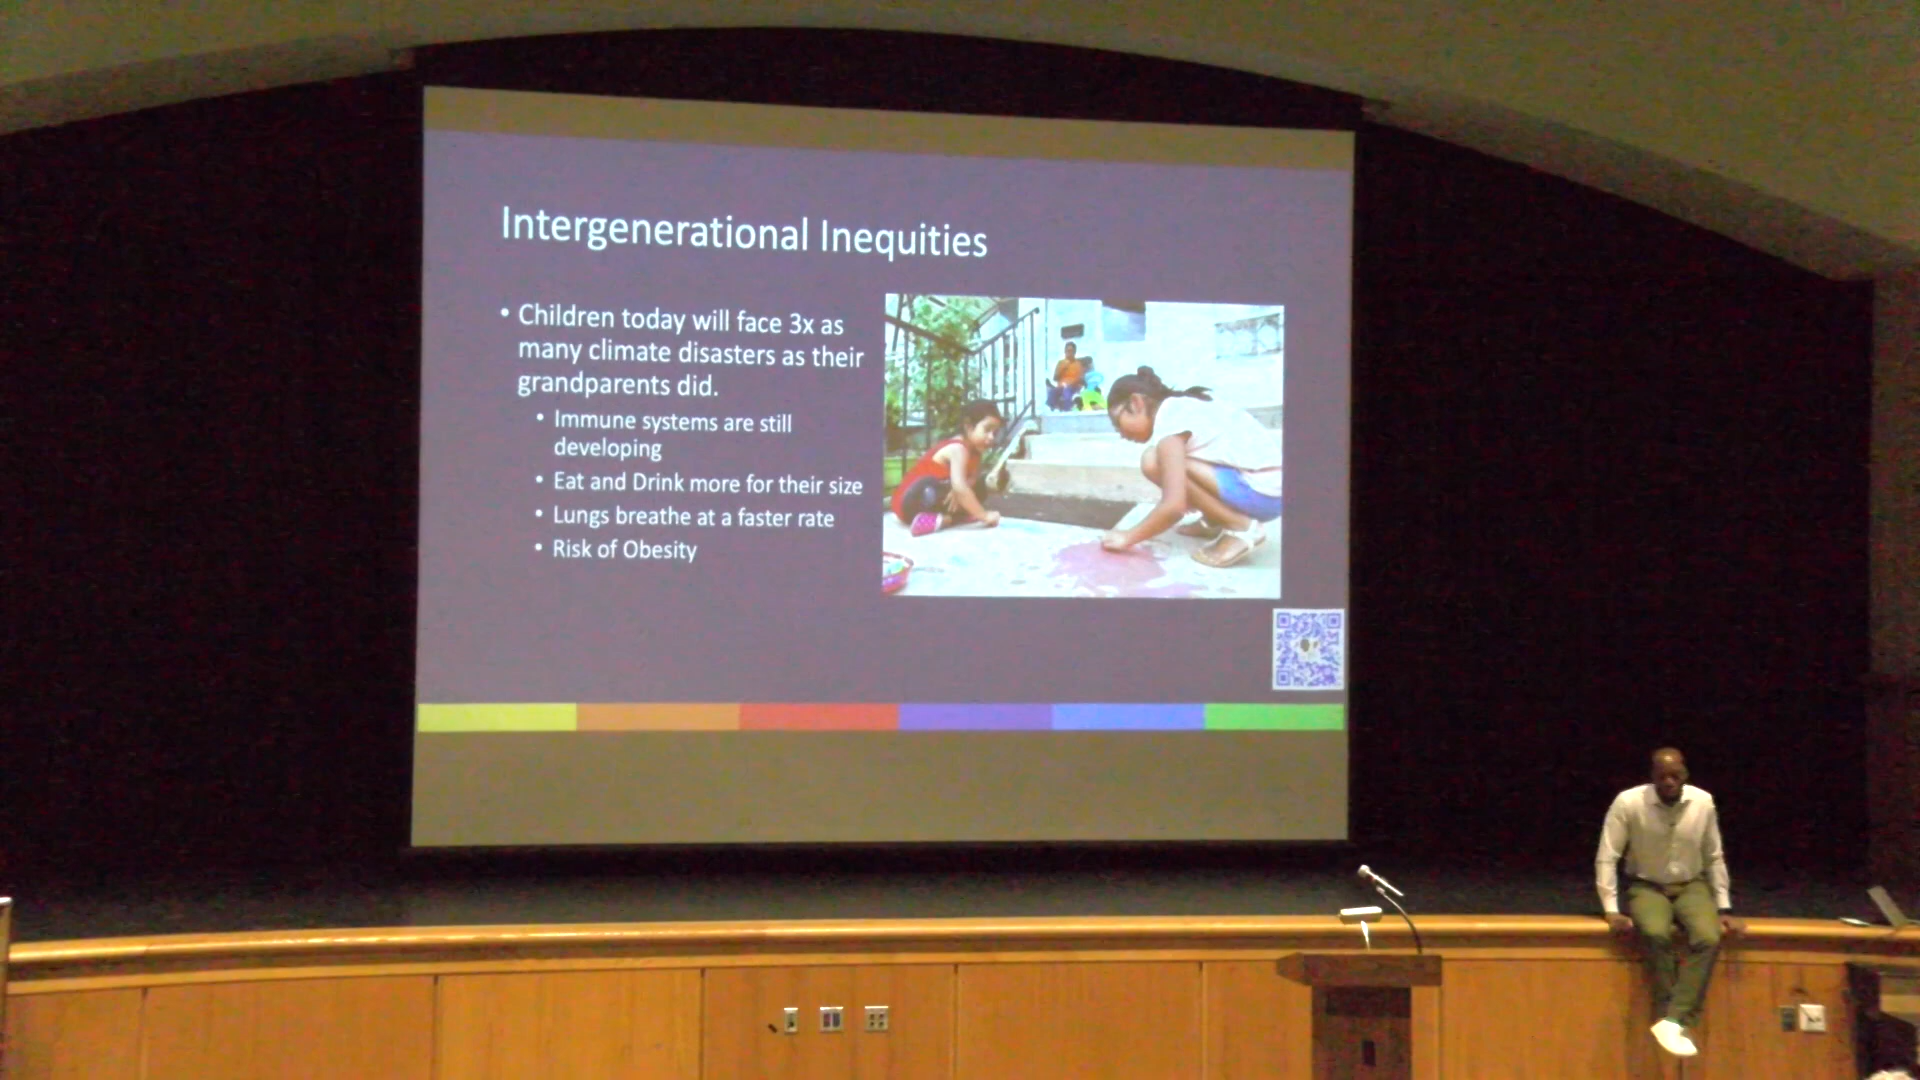 Intergenerational Inequities
• Children today will face 3x as
many climate disasters as their
grandparents did.
• Immune systems are still
developing
• Eat and Drink more for their size
• Lungs breathe at a faster rate
• Risk of Obesity